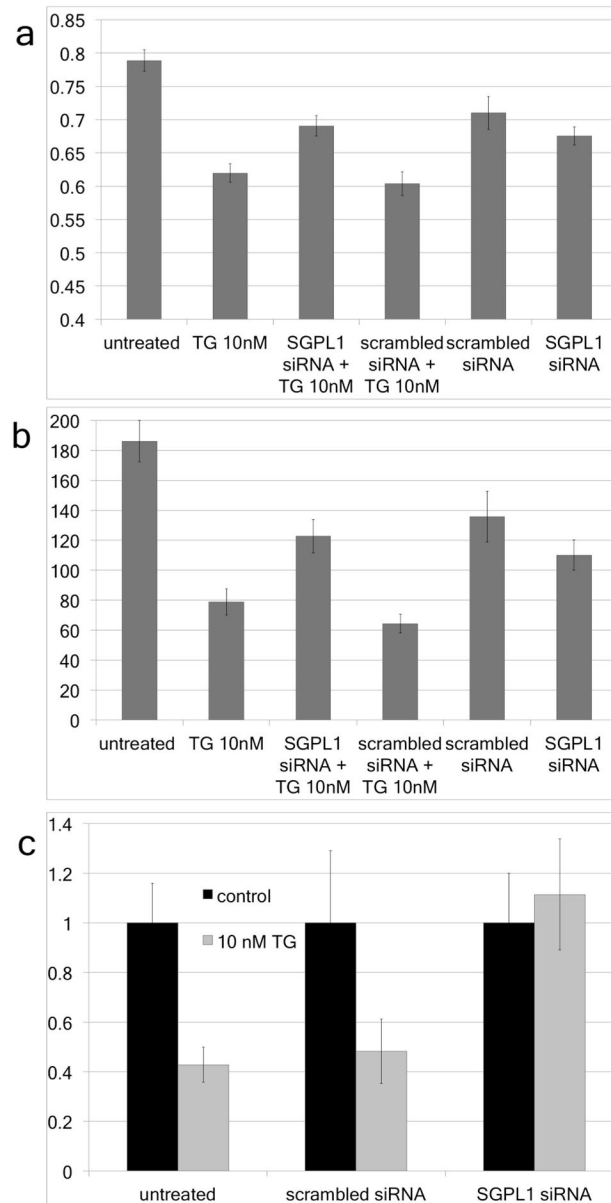 a
0.85
0.8
0.75
0.7
0.65
0.6
0.55
0.5
0.45
0.4
untreated TG 10nM SGPL1 scrambled scrambled SGPL1
siRNA + siRNA + siRNA siRNA
TG 10nM TG 10nM
b
200
180
160
140
120
100
80
60
40
20
0
untreated TG 10nM SGPL1 scrambled scrambled SGPL1
siRNA + siRNA + siRNA siRNA
TG 10nM TG 10nM
c
1.4
1.2
control
1
10 nM TG
0.8
0.6
0.4
0.2
0
untreated scrambled siRNA SGPL1 siRNA